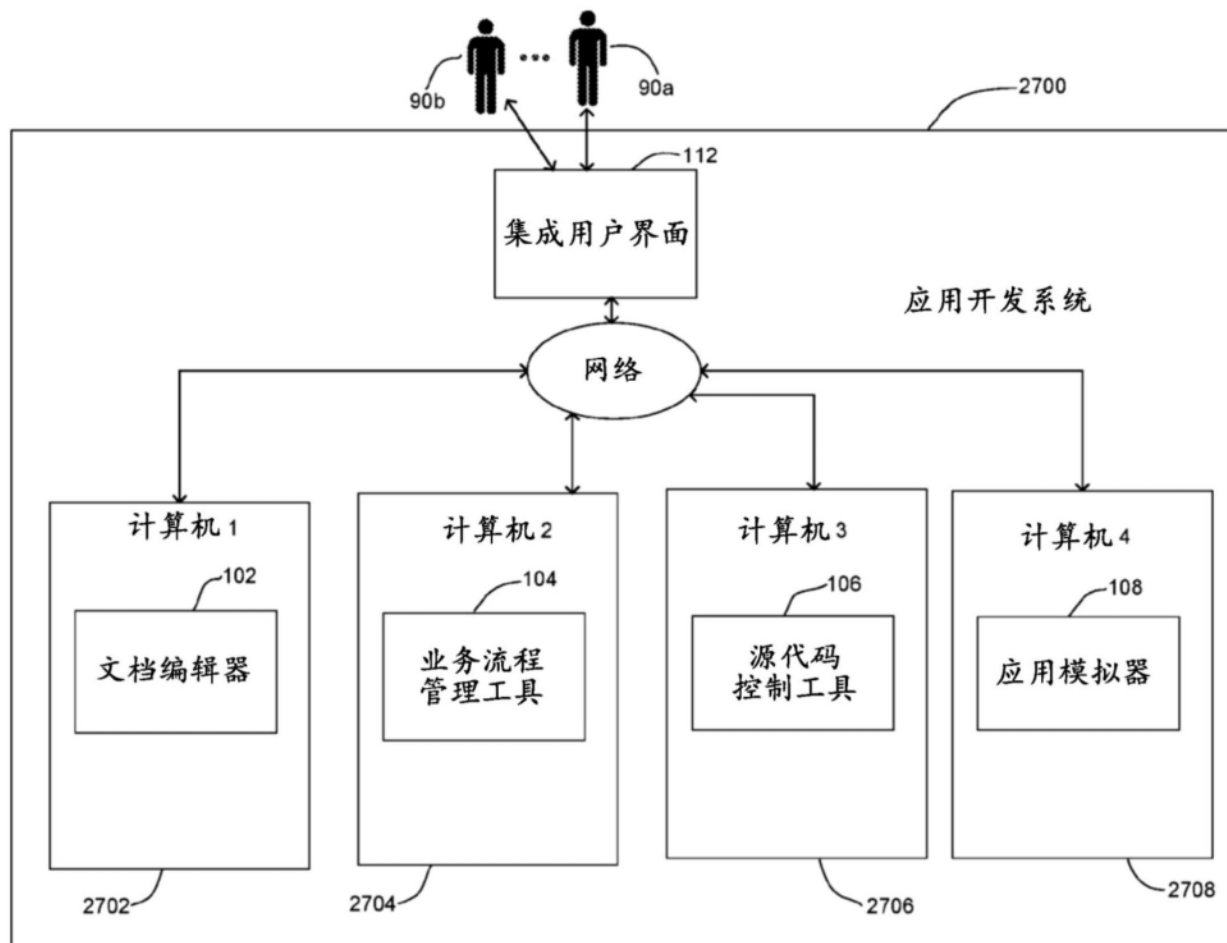 90b
90a
2700
112
集成用户界面
应用开发系统
网络
计算机 1
102
文档编辑器
2702
计算机 2
104
业务流程
管理工具
2704
计算机 3
106
源代码
控制工具
2706
计算机 4
108
应用模拟器
2708